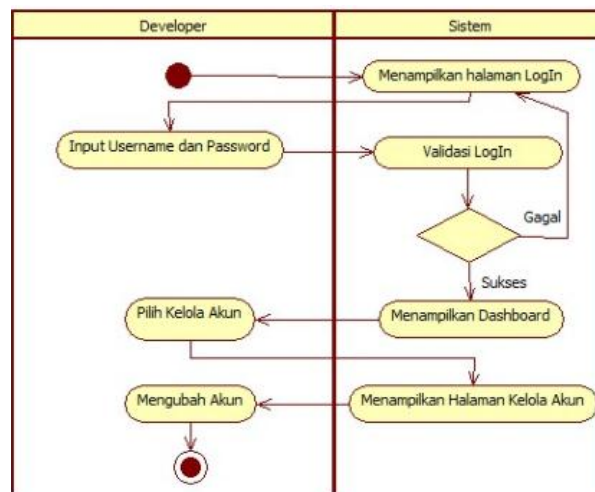 Developer
Sistem
Menampilkan halaman LogIn
Input Username dan Password
Validasi LogIn
Gagal
Sukses
Pilih Kelola Akun
Menampilkan Dashboard
Mengubah Akun
Menampilkan Halaman Kelola Akun